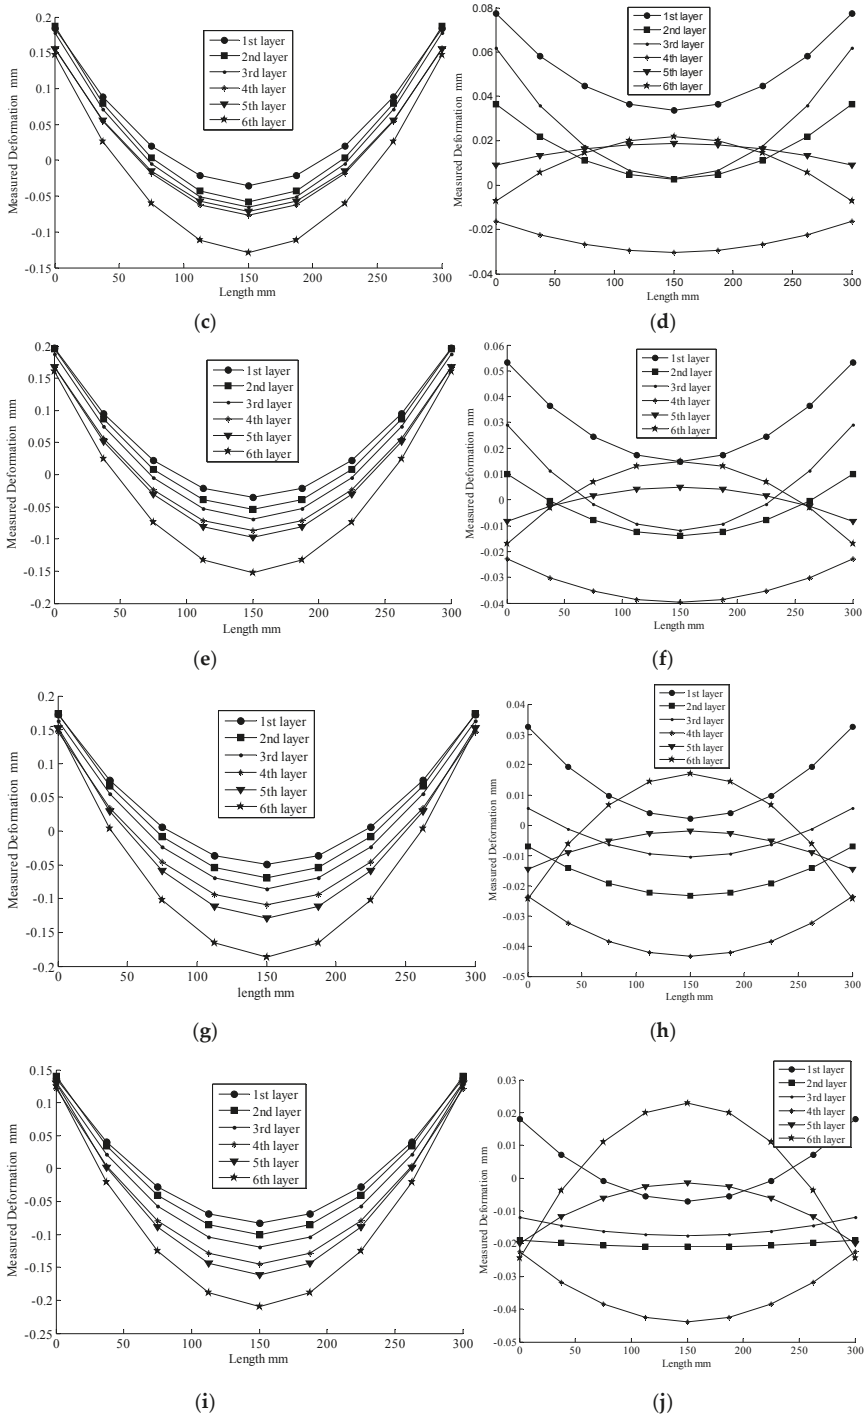 0.2
0.15
0.1
0.05
0
-0.05
-0.1
-0.15
0 50 100 150 200 250 300
Measured Deformation mm
Length mm
1st layer
2nd layer
3rd layer
4th layer
5th layer
6th layer
(c)
0.08
0.06
0.04
0.02
0
-0.02
-0.04
0 50 100 150 200 250 300
Measured Deformation mm
Length mm
1st layer
2nd layer
3rd layer
4th layer
5th layer
6th layer
(d)
0.2
0.15
0.1
0.05
0
-0.05
-0.1
-0.15
-0.2
0 50 100 150 200 250 300
Measured Deformation mm
Length mm
1st layer
2nd layer
3rd layer
4th layer
5th layer
6th layer
(e)
0.06
0.05
0.04
0.03
0.02
0.01
0
-0.01
-0.02
-0.03
-0.04
0 50 100 150 200 250 300
Measured Deformation mm
Length mm
1st layer
2nd layer
3rd layer
4th layer
5th layer
6th layer
(f)
0.2
0.15
0.1
0.05
0
-0.05
-0.1
-0.15
-0.2
0 50 100 150 200 250 300
Measured Deformation mm
length mm
1st layer
2nd layer
3rd layer
4th layer
5th layer
6th layer
(g)
0.04
0.03
0.02
0.01
0
-0.01
-0.02
-0.03
-0.04
-0.05
0 50 100 150 200 250 300
Measured Deformation mm
Length mm
1st layer
2nd layer
3rd layer
4th layer
5th layer
6th layer
(h)
0.15
0.1
0.05
0
-0.05
-0.1
-0.15
-0.2
-0.25
0 50 100 150 200 250 300
Measured Deformation mm
Length mm
1st layer
2nd layer
3rd layer
4th layer
5th layer
6th layer
(i)
0.03
0.02
0.01
0
-0.01
-0.02
-0.03
-0.04
-0.05
0 50 100 150 200 250 300
Measured Deformation mm
Length mm
1st layer
2nd layer
3rd layer
4th layer
5th layer
6th layer
(j)